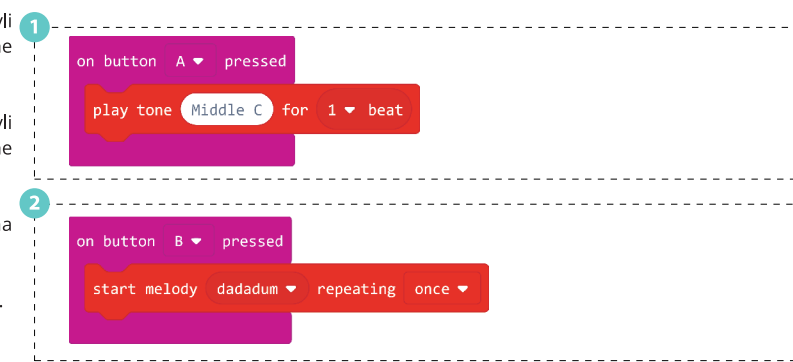 1
on button A pressed
play tone Middle C for 1 beat
2
on button B pressed
start melody dadadum repeating once